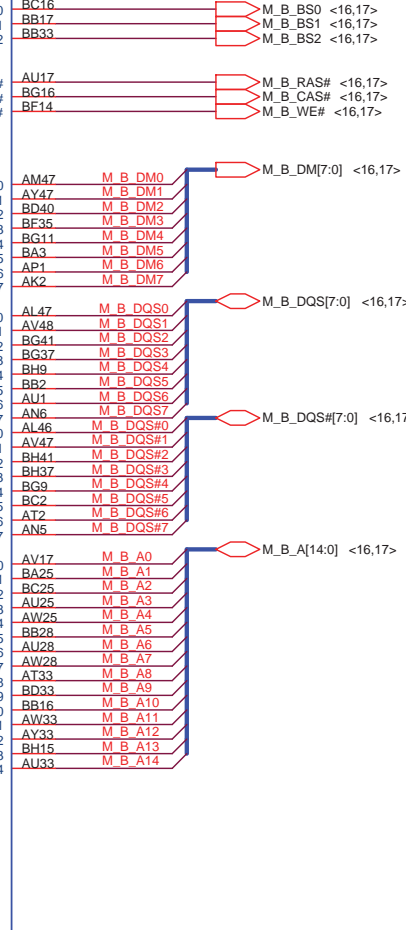 BC16 M_B_BS0 <16,17>
BB17 M_B_BS1 <16,17>
BB33 M_B_BS2 <16,17>
AU17 M_B_RAS# <16,17>
BG16 M_B_CAS# <16,17>
BF14 M_B_WE# <16,17>
M_B_DM[7:0] <16,17>
AM47 M_B_DM0
AY47 M_B_DM1
BD40 M_B_DM2
BF35 M_B_DM3
BG11 M_B_DM4
BA3 M_B_DM5
AP1 M_B_DM6
AK2 M_B_DM7
M_B_DQS[7:0] <16,17>
AL47 M_B_DQS0
AV48 M_B_DQS1
BG41 M_B_DQS2
BG37 M_B_DQS3
BH9 M_B_DQS4
BB2 M_B_DQS5
AU1 M_B_DQS6
AN6 M_B_DQS7
M_B_DQS#[7:0] <16,17
AL46 M_B_DQS#0
AV47 M_B_DQS#1
BH41 M_B_DQS#2
BH37 M_B_DQS#3
BG9 M_B_DQS#4
BC2 M_B_DQS#5
AT2 M_B_DQS#6
AN5 M_B_DQS#7
M_B_A[14:0] <16,17>
AV17 M_B_A0
BA25 M_B_A1
BC25 M_B_A2
AU25 M_B_A3
AW25 M_B_A4
BB28 M_B_A5
AU28 M_B_A6
AW28 M_B_A7
AT33 M_B_A8
BD33 M_B_A9
BB16 M_B_A10
AW33 M_B_A11
AY33 M_B_A12
BH15 M_B_A13
AU33 M_B_A14